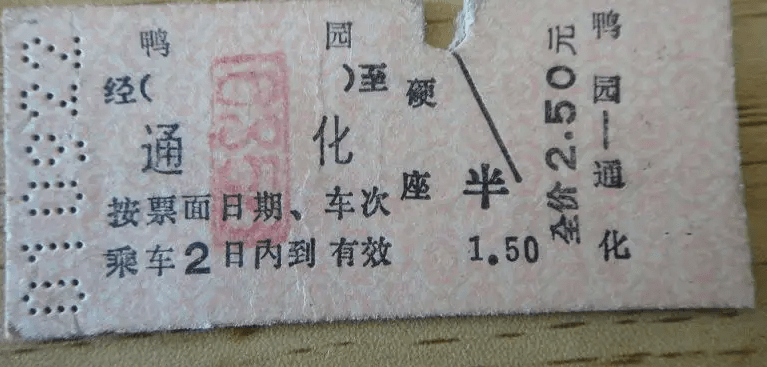 鸭 园
经( )至 硬
通 化
座 半
按票面日期、车次
乘车2日内到有效 1.50
全价2.50元
鸭园—通化